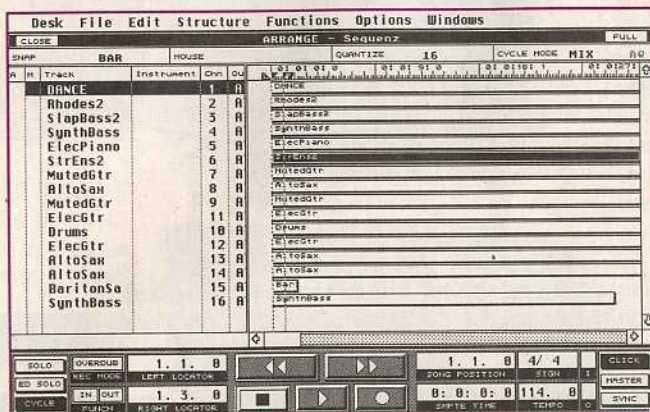 Desk File Edit Structure Functions Options Windows
CLOSE ARRANGE - Sequenz FULL
SNAP BAR MOUSE QUANTIZE 16 CYCLE MODE MIX AQ
A M Track Instrument Chn Ou
DANCE 1 A DANCE
Rhodes2 2 A Rhodes2
SlapBass2 3 A SlapBass2
SynthBass 4 A SynthBass
ElecPiano 5 A ElecPiano
StrEns2 6 A StrEns2
MutedGtr 7 A MutedGtr
AltoSax 8 A AltoSax
MutedGtr 9 A MutedGtr
ElecGtr 11 A ElecGtr
Drums 10 A Drums
ElecGtr 12 A ElecGtr
AltoSax 13 A AltoSax
AltoSax 14 A AltoSax
BaritonSa 15 A Bar
SynthBass 16 A SynthBass
SOLO OVERDUB 1. 1. 0 1. 1. 0 4/ 4 CLICK
REC MODE LEFT LOCATOR SONG POSITION SIGN 1
ED SOLO MASTER
IN OUT 1. 3. 0 0: 0: 0: 0 114. 0 SYNC
CYCLE PUNCH RIGHT LOCATOR SMPTE TIME TEMPO 0